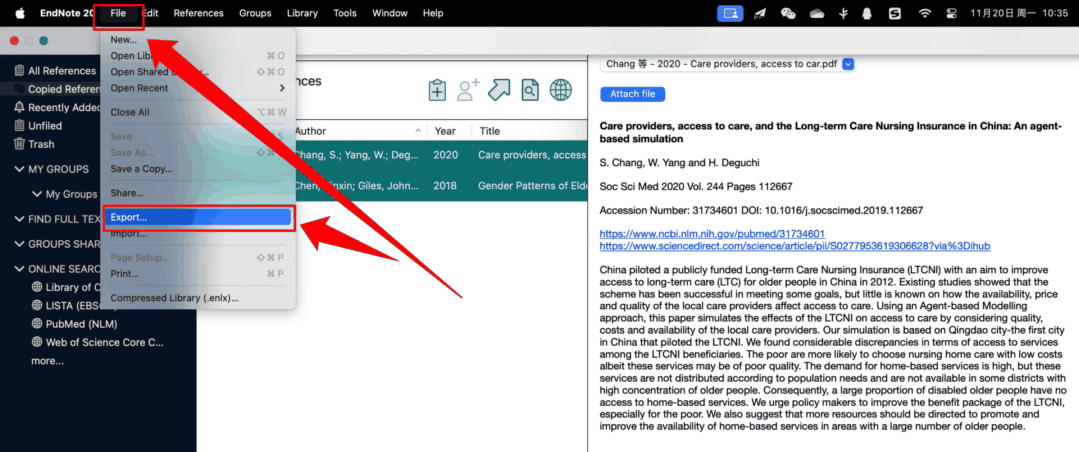 EndNote 20 File Edit References Groups Library Tools Window Help 11月20日 周一 10:35
New...
Open Library... ⌘ O
Open Shared ... ⇧⌘ O
Open Recent
Close All ⌥⌘ W
Save S
Save As... ⇧⌘
Save a Copy...
Share...
Export...
Import...
Page Setup... ⇧⌘ P
Print... ⌘ P
Compressed Library (.enlx)...
All References
Copied Refere
Recently Added
Unfiled
Trash
MY GROUPS
My Groups
FIND FULL TEX
GROUPS SHAR
ONLINE SEARC
Library of C
LISTA (EBSC
PubMed (NLM)
Web of Science Core C...
more...
nces
Author Year Title
Chang, S.; Yang, W.; Deg... 2020 Care providers, access
Chen, Xinxin; Giles, John... 2018 Gender Patterns of Elde
Chang 等 - 2020 - Care providers, access to car.pdf
Attach file
Care providers, access to care, and the Long-term Care Nursing Insurance in China: An agent-
based simulation
S. Chang, W. Yang and H. Deguchi
Soc Sci Med 2020 Vol. 244 Pages 112667
Accession Number: 31734601 DOI: 10.1016/j.socscimed.2019.112667
https://www.ncbi.nlm.nih.gov/pubmed/31734601
https://www.sciencedirect.com/science/article/pii/S0277953619306628?via%3Dihub
China piloted a publicly funded Long-term Care Nursing Insurance (LTCNI) with an aim to improve
access to long-term care (LTC) for older people in China in 2012. Existing studies showed that the
scheme has been successful in meeting some goals, but little is known on how the availability, price
and quality of the local care providers affect access to care. Using an Agent-based Modelling
approach, this paper simulates the effects of the LTCNI on access to care by considering quality,
costs and availability of the local care providers. Our simulation is based on Qingdao city-the first city
in China that piloted the LTCNI. We found considerable discrepancies in terms of access to services
among the LTCNI beneficiaries. The poor are more likely to choose nursing home care with low costs
albeit these services may be of poor quality. The demand for home-based services is high, but these
services are not distributed according to population needs and are not available in some districts with
high concentration of older people. Consequently, a large proportion of disabled older people have no
access to home-based services. We urge policy makers to improve the benefit package of the LTCNI,
especially for the poor. We also suggest that more resources should be directed to promote and
improve the availability of home-based services in areas with a large number of older people.